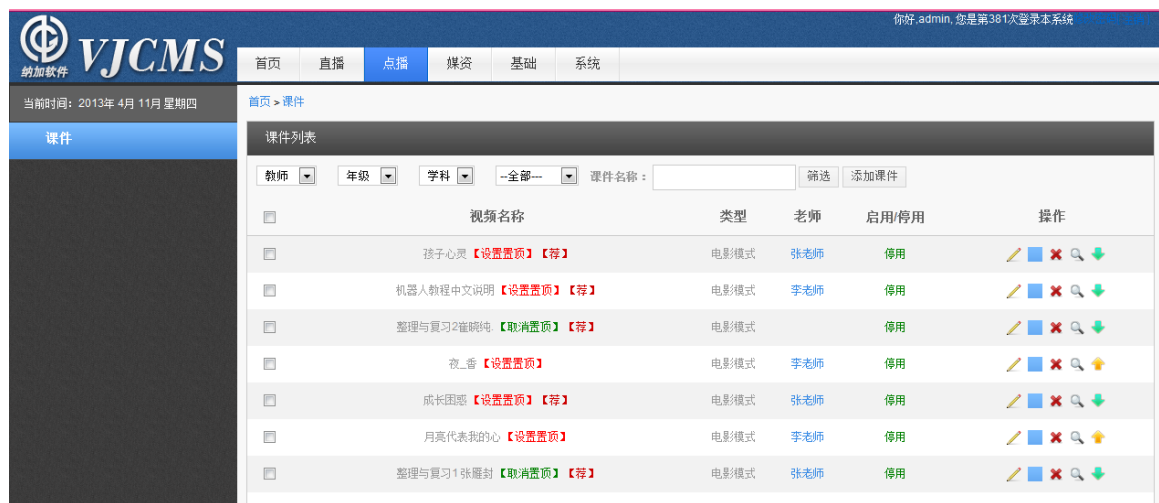 你好,admin, 您是第381次登录本系统
纳加软件
VJCMS
首页 直播 点播 媒资 基础 系统
当前时间：2013年 4月 11月 星期四
首页 > 课件
课件
课件列表
教师 年级 学科 --全部--- 课件名称： 筛选 添加课件
视频名称 类型 老师 启用/停用 操作
孩子心灵【设置置顶】【荐】 电影模式 张老师 停用
机器人教程中文说明【设置置顶】【荐】 电影模式 李老师 停用
整理与复习2崔晓纯.【取消置顶】【荐】 电影模式 停用
夜_香【设置置顶】 电影模式 李老师 停用
成长困惑【设置置顶】【荐】 电影模式 张老师 停用
月亮代表我的心【设置置顶】 电影模式 李老师 停用
整理与复习1张雁封【取消置顶】【荐】 电影模式 张老师 停用